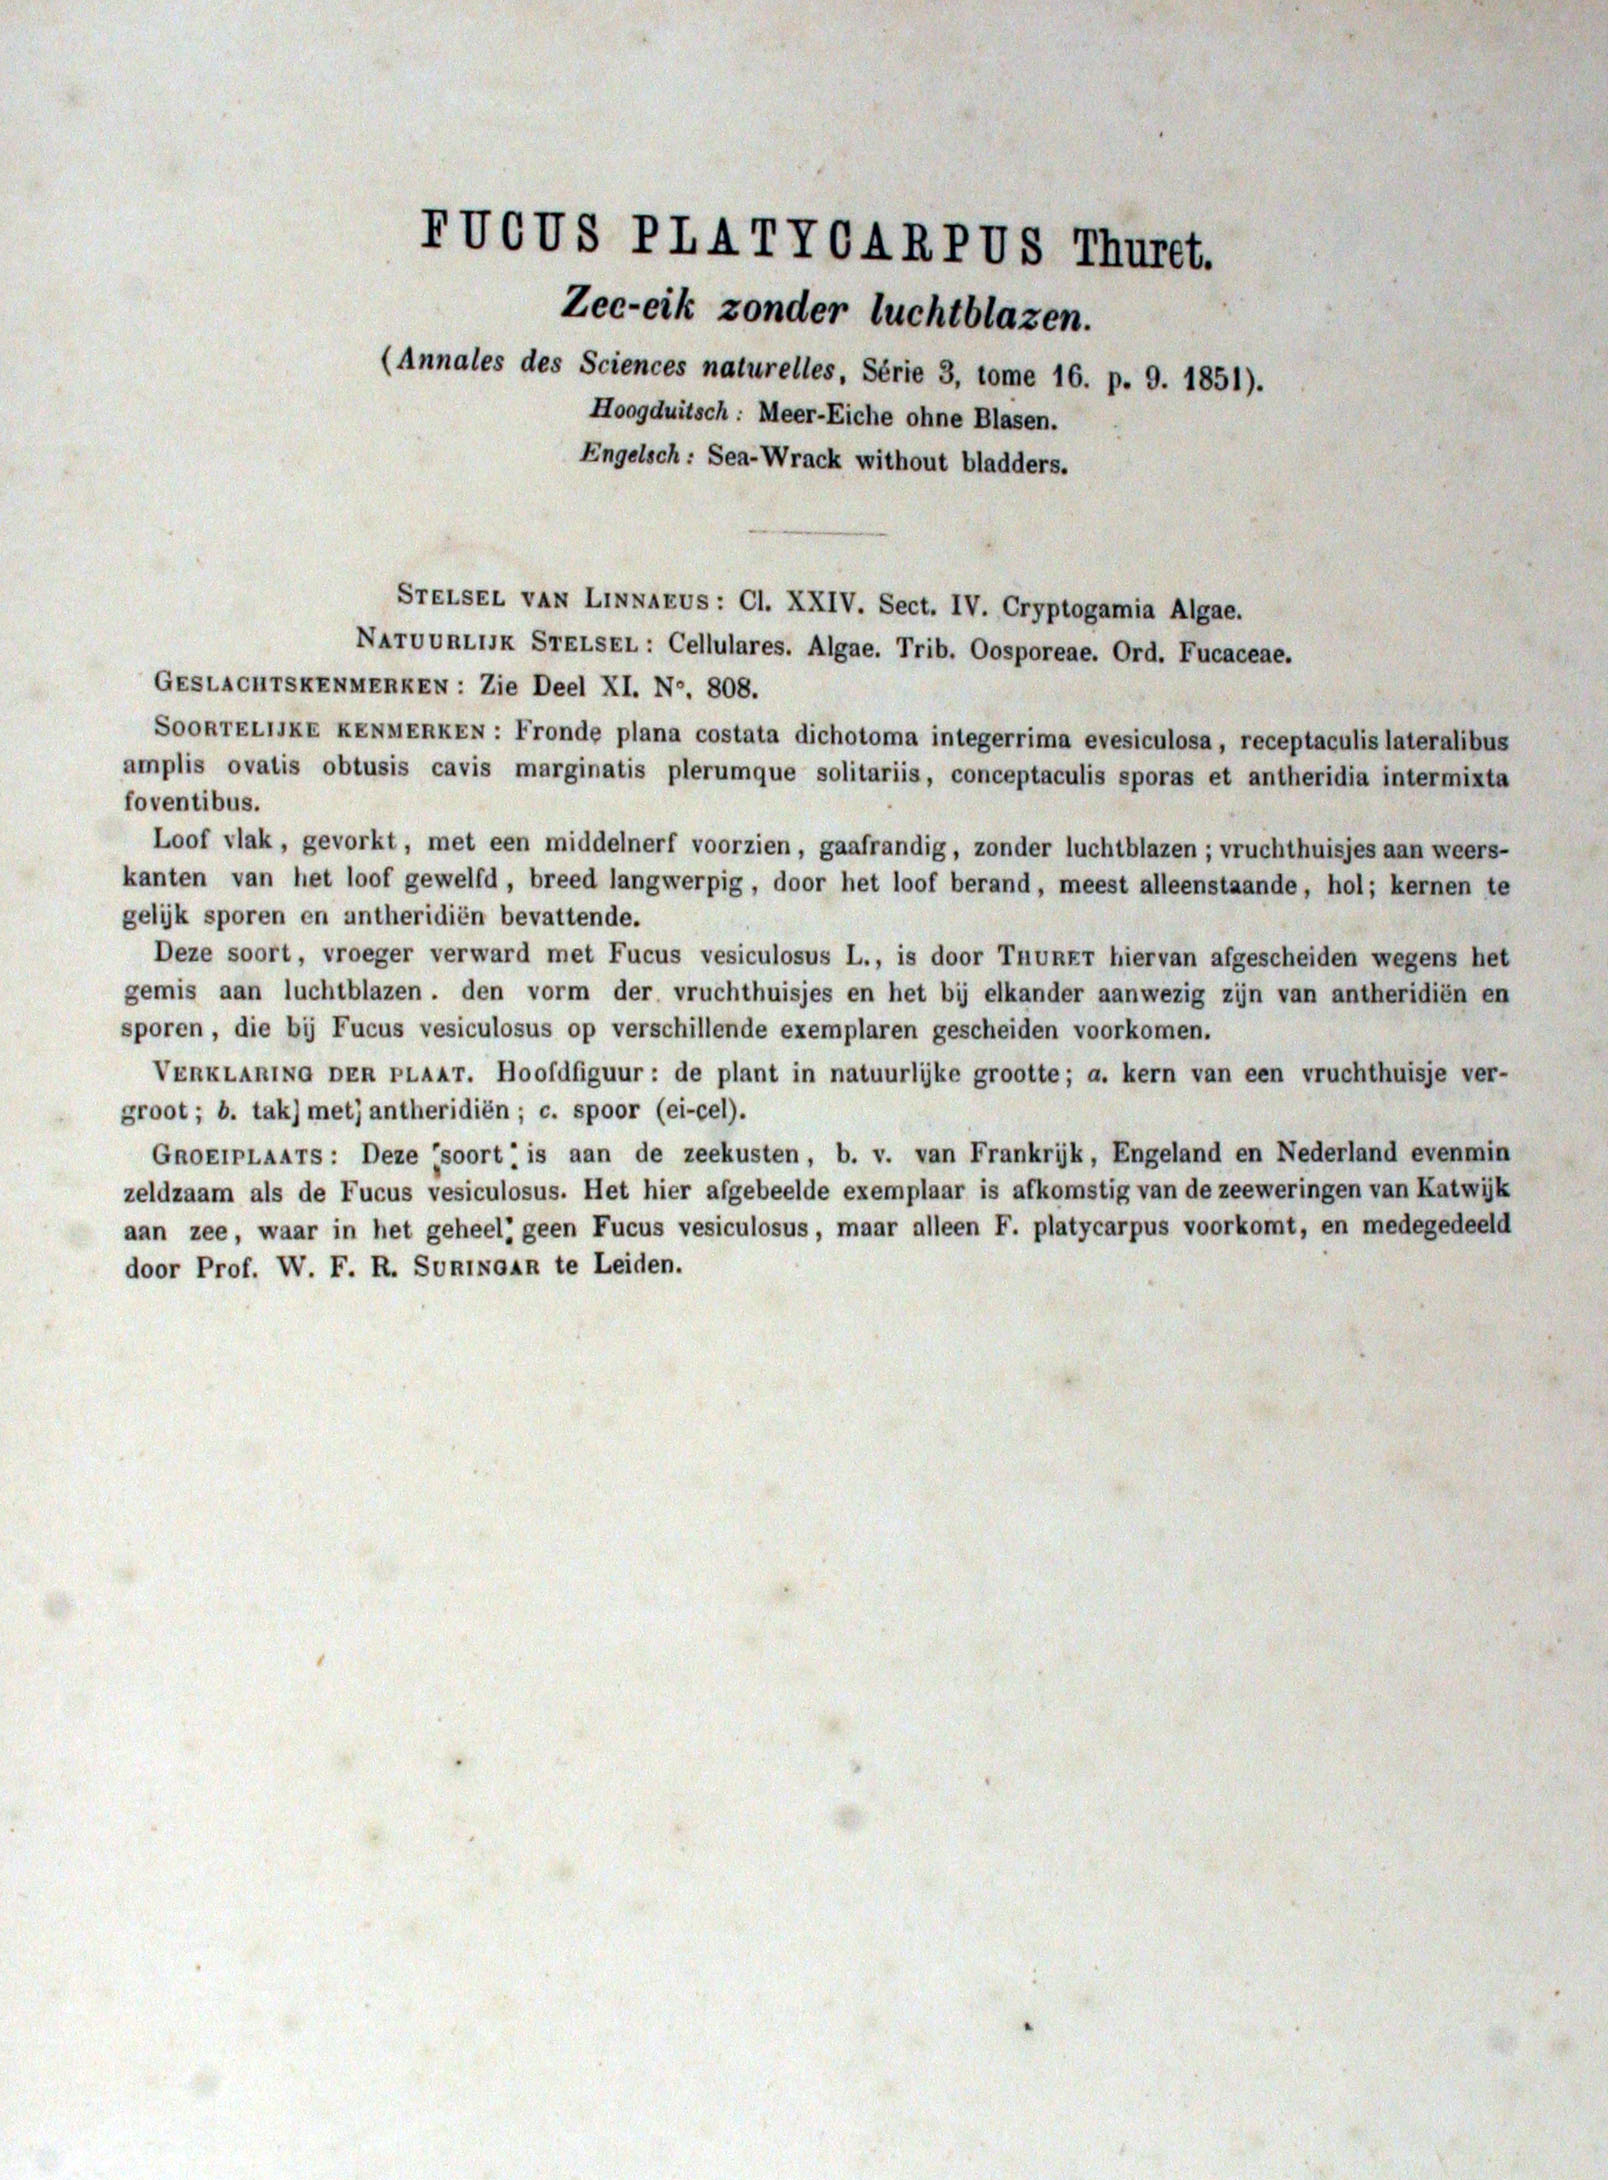 FUCUS PLATYCARPUS Thuret.
Zee-eik zonder luchtblazen.
(Annales des Sciences naturelles, Série 3, tome 16. p. 9. 1851).
Hoogduitsch: Meer-Eiche ohne Blasen.
Engelsch: Sea-Wrack without bladders.
STELSEL VAN LINNAEUS: Cl. XXIV. Sect. IV. Cryptogamia Algae.
NATUURLIJK STELSEL: Cellulares. Algae. Trib. Oosporeae. Ord. Fucaceae.
GESLACHTSKENMERKEN: Zie Deel XI. No. 808.
SOORTELIJKE KENMERKEN: Fronde plana costata dichotoma integerrima evesiculosa, receptaculis lateralibus
amplis ovatis obtusis cavis marginatis plerumque solitariis, conceptaculis sporas et antheridia intermixta
foventibus.
Loof vlak, gevorkt, met een middelnerf voorzien, gaafrandig, zonder luchtblazen; vruchthuisjes aan weers-
kanten van het loof gewelfd, breed langwerpig, door het loof berand, meest alleenstaande, hol; kernen te
gelijk sporen en antheridiën bevattende.
Deze soort, vroeger verward met Fucus vesiculosus L., is door THURET hiervan afgescheiden wegens het
gemis aan luchtblazen. den vorm der vruchthuisjes en het bij elkander aanwezig zijn van antheridiën en
sporen, die bij Fucus vesiculosus op verschillende exemplaren gescheiden voorkomen.
VERKLARING DER PLAAT. Hoofdfiguur: de plant in natuurlijke grootte; a. kern van een vruchthuisje ver-
groot; b. tak met antheridiën; c. spoor (ei-cel).
GROEIPLAATS: Deze soort is aan de zeekusten, b. v. van Frankrijk, Engeland en Nederland evenmin
zeldzaam als de Fucus vesiculosus. Het hier afgebeelde exemplaar is afkomstig van de zeeweringen van Katwijk
aan zee, waar in het geheel geen Fucus vesiculosus, maar alleen F. platycarpus voorkomt, en medegedeeld
door Prof. W. F. R. SURINGAR te Leiden.